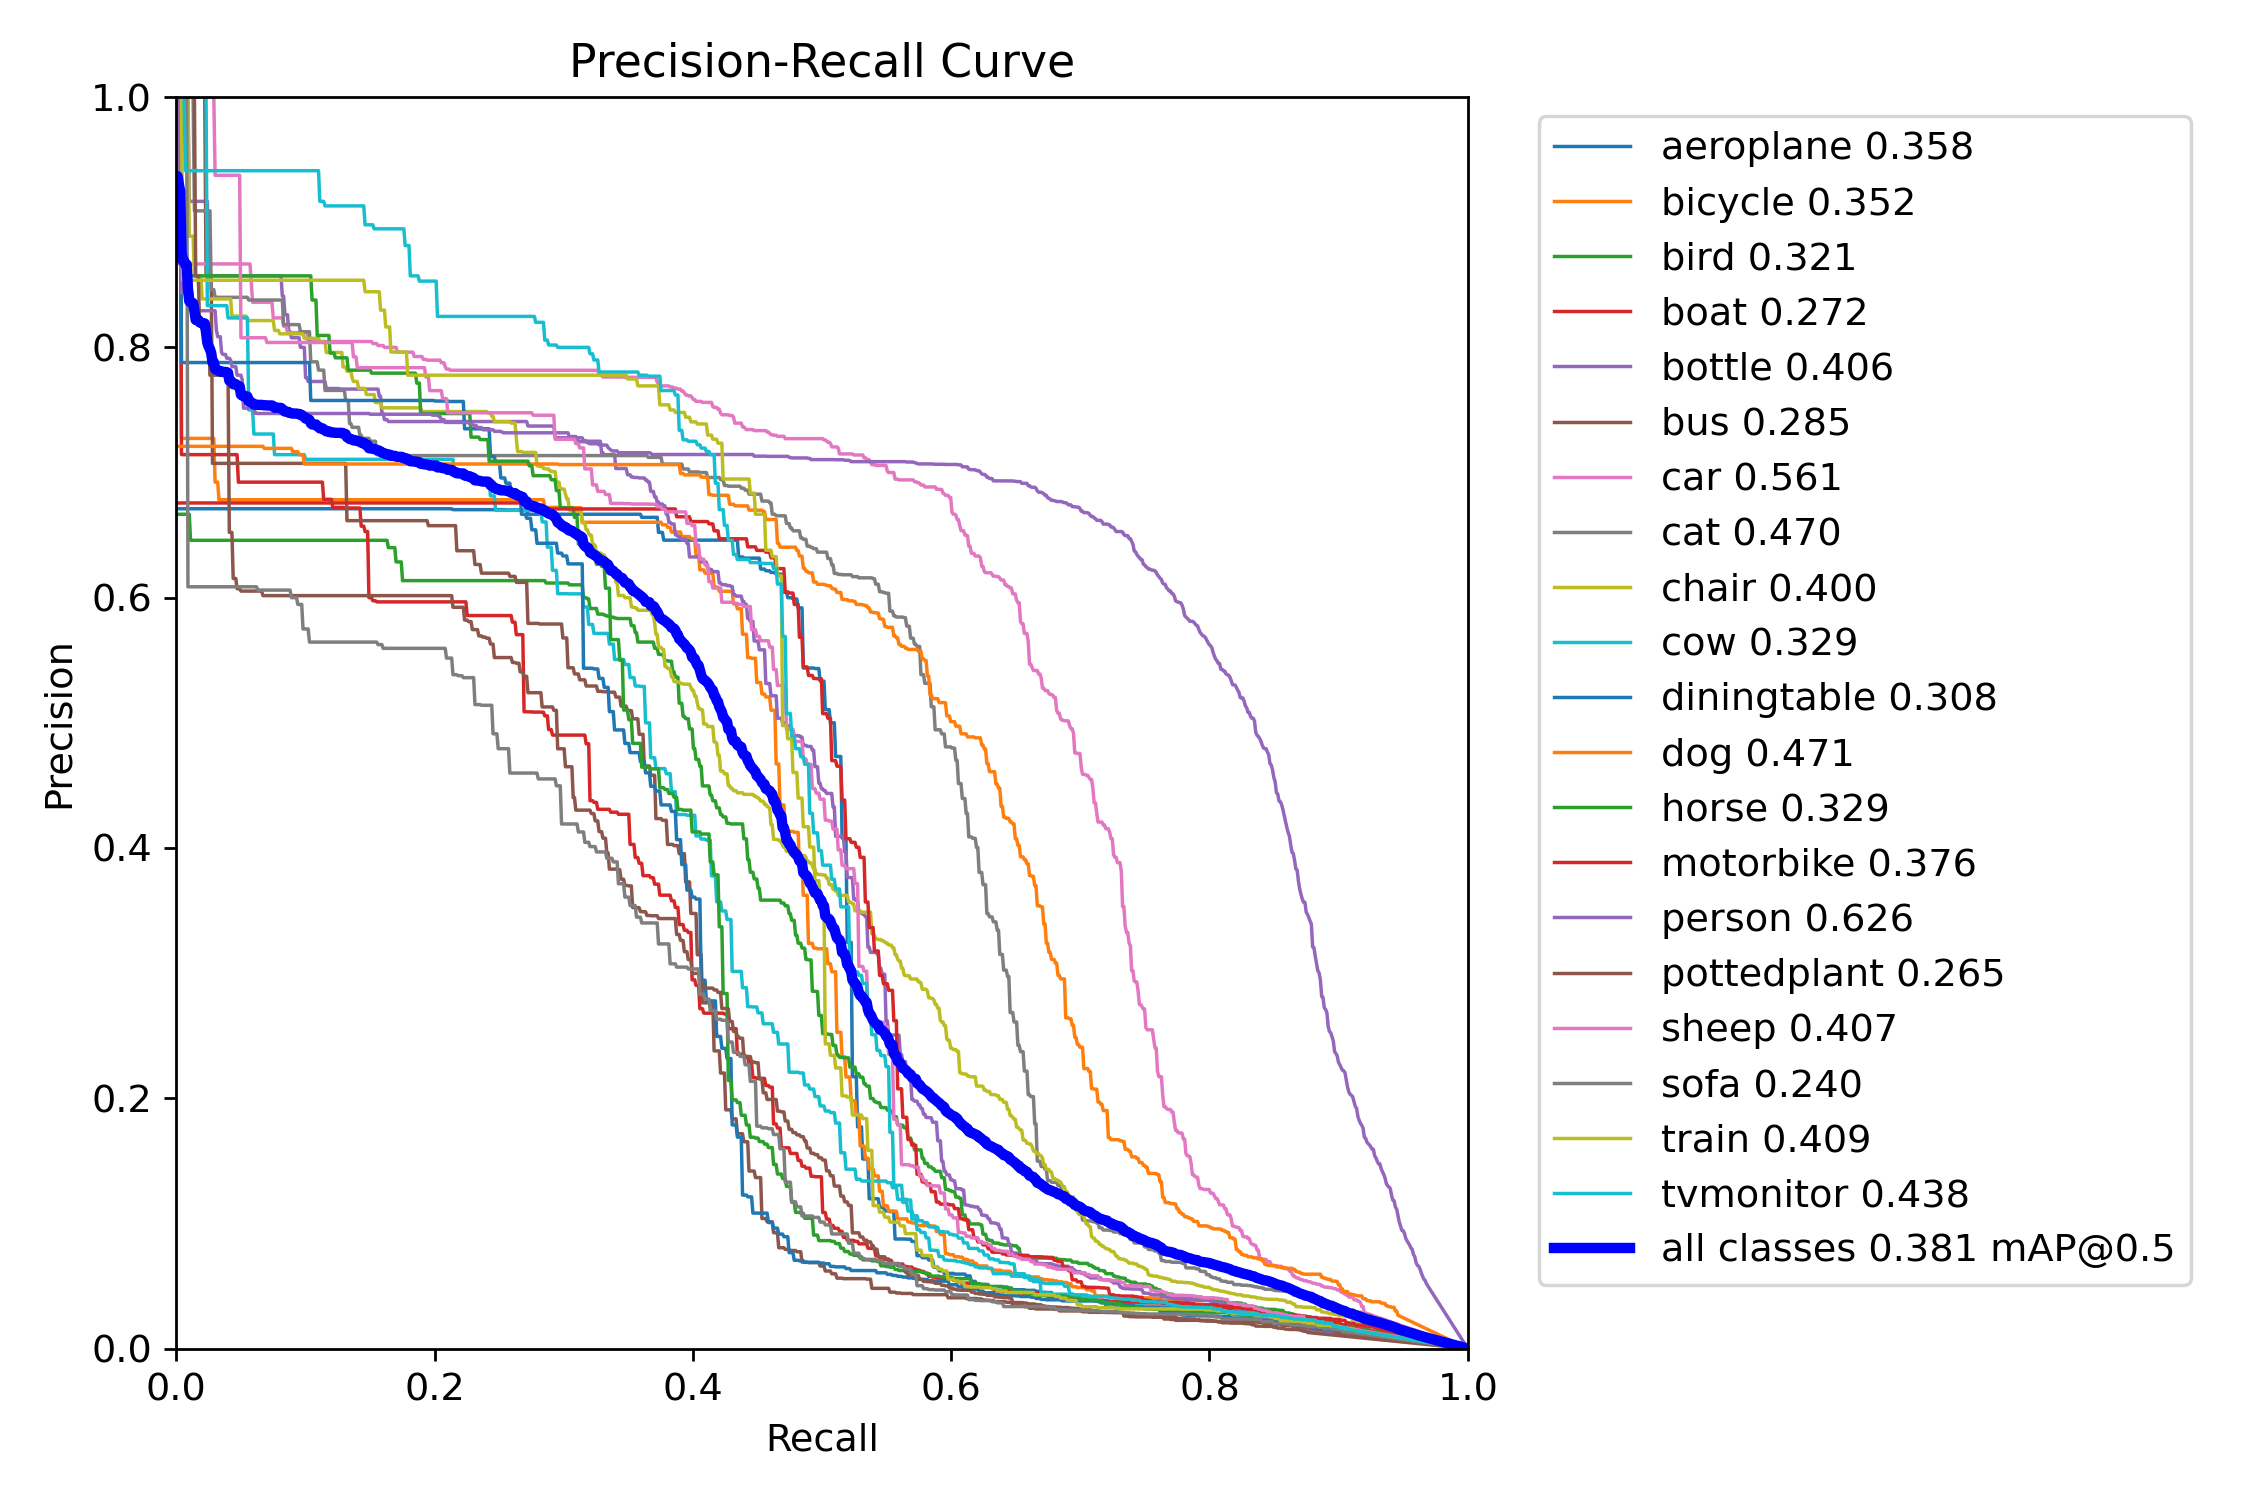 Precision-Recall Curve
1.0
0.8
0.6
0.4
0.2
0.0
Precision
0.0 0.2 0.4 0.6 0.8 1.0
Recall
aeroplane 0.358
bicycle 0.352
bird 0.321
boat 0.272
bottle 0.406
bus 0.285
car 0.561
cat 0.470
chair 0.400
cow 0.329
diningtable 0.308
dog 0.471
horse 0.329
motorbike 0.376
person 0.626
pottedplant 0.265
sheep 0.407
sofa 0.240
train 0.409
tvmonitor 0.438
all classes 0.381 mAP@0.5